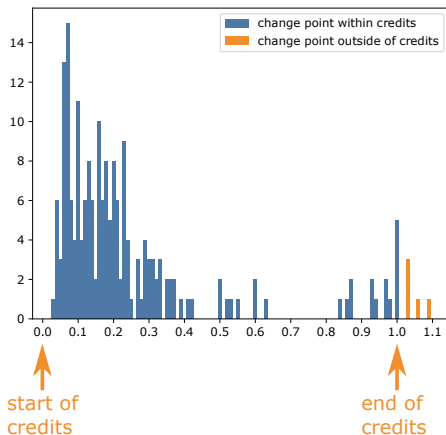 change point within credits
change point outside of credits
14
12
10
8
6
4
2
0
0.0 0.1 0.2 0.3 0.4 0.5 0.6 0.7 0.8 0.9 1.0 1.1
start of
credits
end of
credits